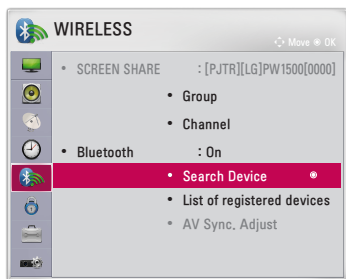 WIRELESS
Move OK
• SCREEN SHARE : [PJTR][LG]PW1500[0000]
• Group
• Channel
• Bluetooth : On
• Search Device
• List of registered devices
• AV Sync. Adjust